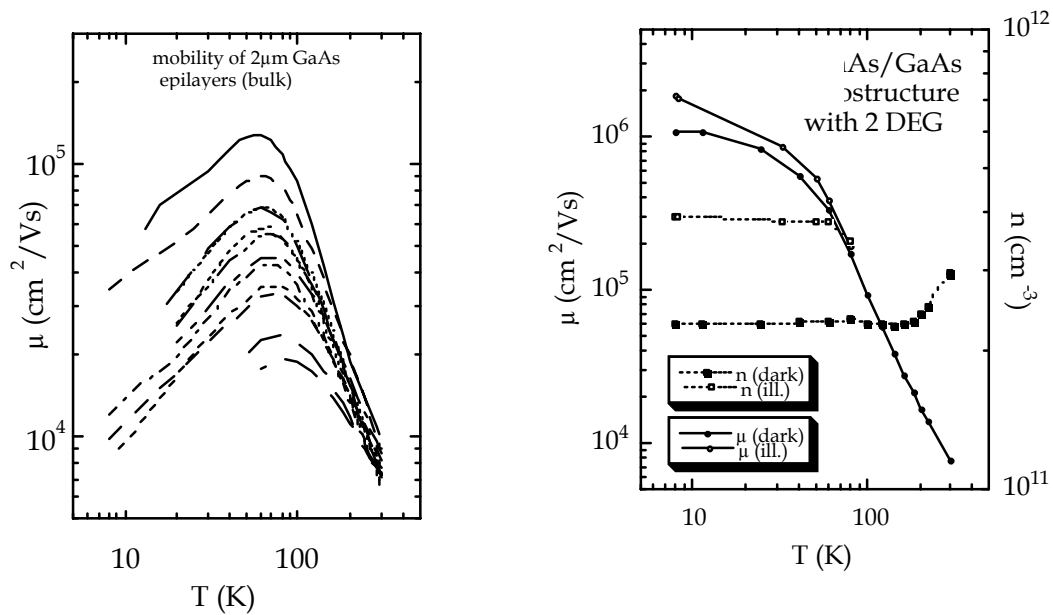 mobility of 2µm GaAs
epilayers (bulk)
10^5
10^4
µ (cm^2/Vs)
10
100
T (K)
As/GaAs
ostructure
with 2 DEG
10^6
10^5
10^4
µ (cm^2/Vs)
10^12
10^11
n (cm^-3)
n (dark)
n (ill.)
µ (dark)
µ (ill.)
10
100
T (K)